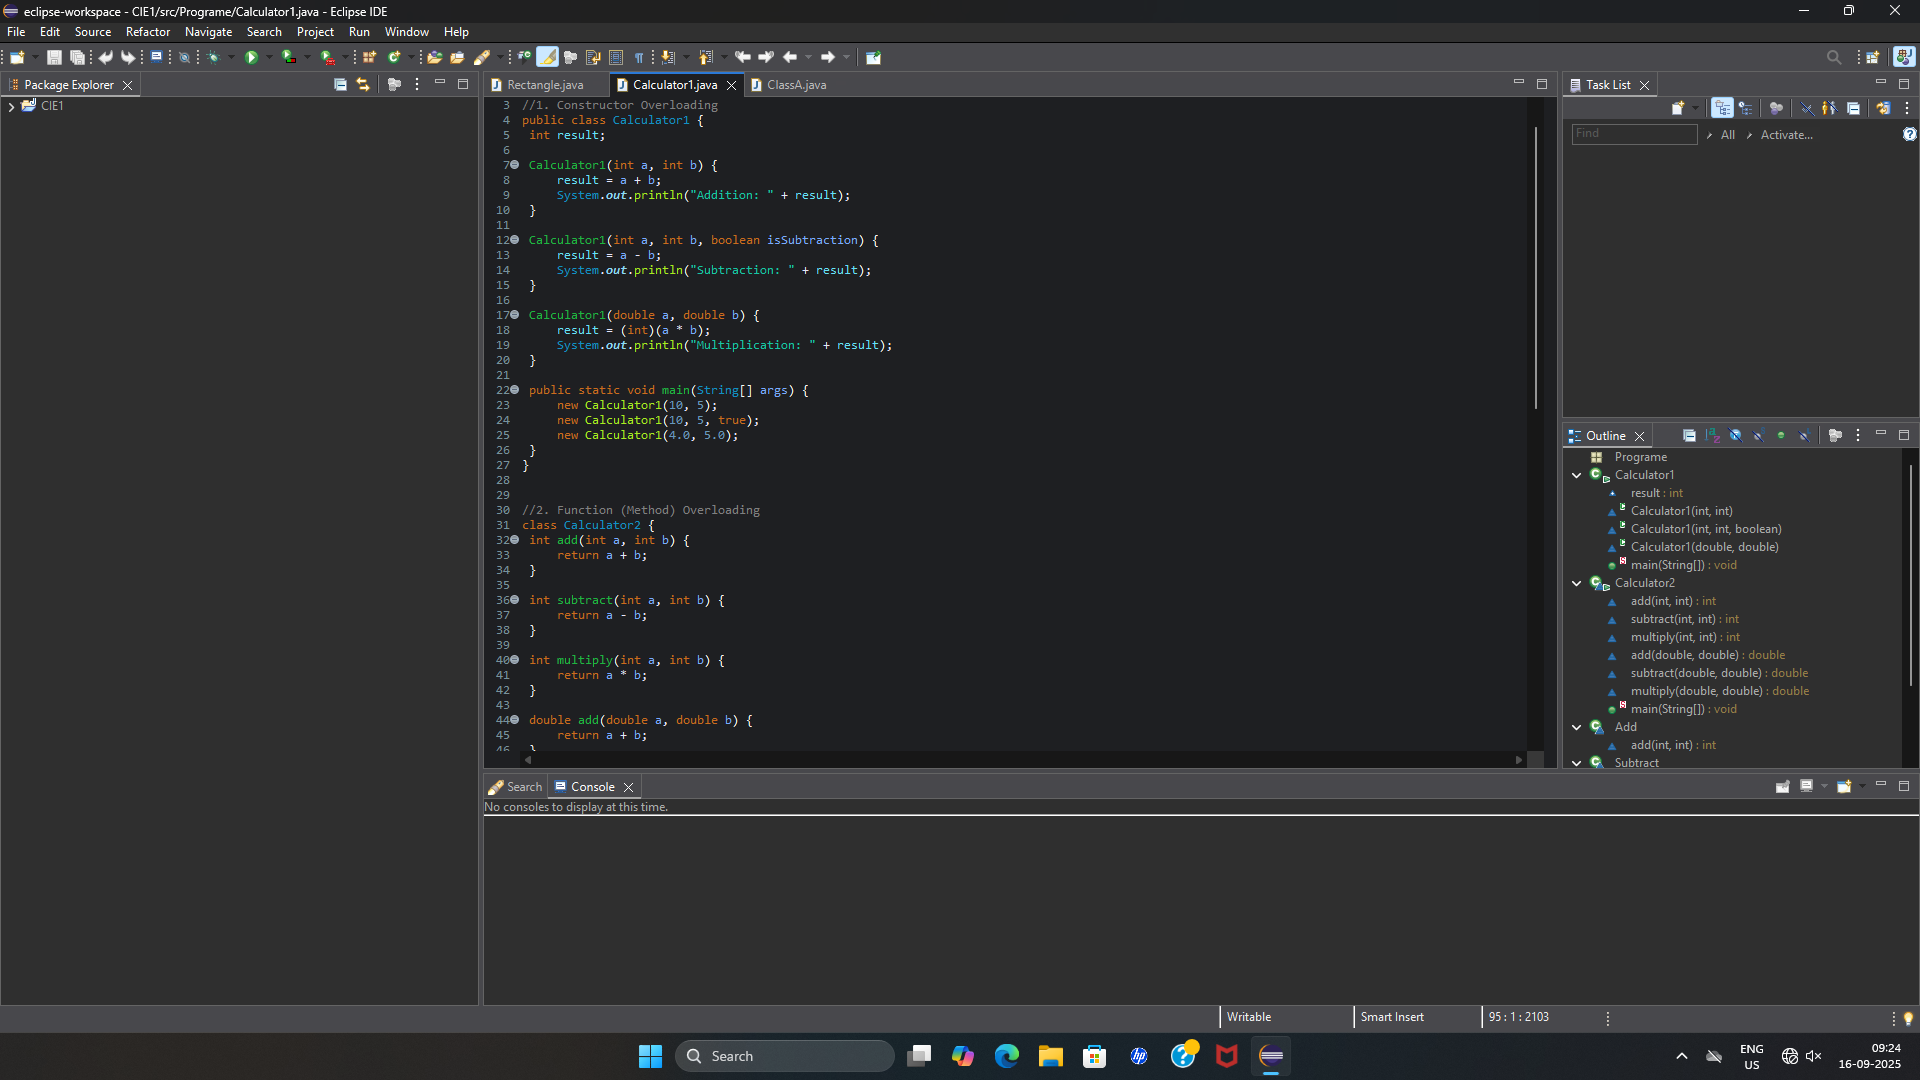 eclipse-workspace - CIE1/src/Programe/Calculator1.java - Eclipse IDE
File Edit Source Refactor Navigate Search Project Run Window Help
Package Explorer
CIE1
Rectangle.java Calculator1.java ClassA.java
3 //1. Constructor Overloading
4 public class Calculator1 {
5 int result;
6
7 Calculator1(int a, int b) {
8 result = a + b;
9 System.out.println("Addition: " + result);
10 }
11
12 Calculator1(int a, int b, boolean isSubtraction) {
13 result = a - b;
14 System.out.println("Subtraction: " + result);
15 }
16
17 Calculator1(double a, double b) {
18 result = (int)(a * b);
19 System.out.println("Multiplication: " + result);
20 }
21
22 public static void main(String[] args) {
23 new Calculator1(10, 5);
24 new Calculator1(10, 5, true);
25 new Calculator1(4.0, 5.0);
26 }
27 }
28
29
30 //2. Function (Method) Overloading
31 class Calculator2 {
32 int add(int a, int b) {
33 return a + b;
34 }
35
36 int subtract(int a, int b) {
37 return a - b;
38 }
39
40 int multiply(int a, int b) {
41 return a * b;
42 }
43
44 double add(double a, double b) {
45 return a + b;
46 }
Task List
Find All Activate...
Outline
Programe
Calculator1
result : int
Calculator1(int, int)
Calculator1(int, int, boolean)
Calculator1(double, double)
main(String[]) : void
Calculator2
add(int, int) : int
subtract(int, int) : int
multiply(int, int) : int
add(double, double) : double
subtract(double, double) : double
multiply(double, double) : double
main(String[]) : void
Add
add(int, int) : int
Subtract
Search Console
No consoles to display at this time.
Writable Smart Insert 95 : 1 : 2103
Search
ENG
US
09:24
16-09-2025